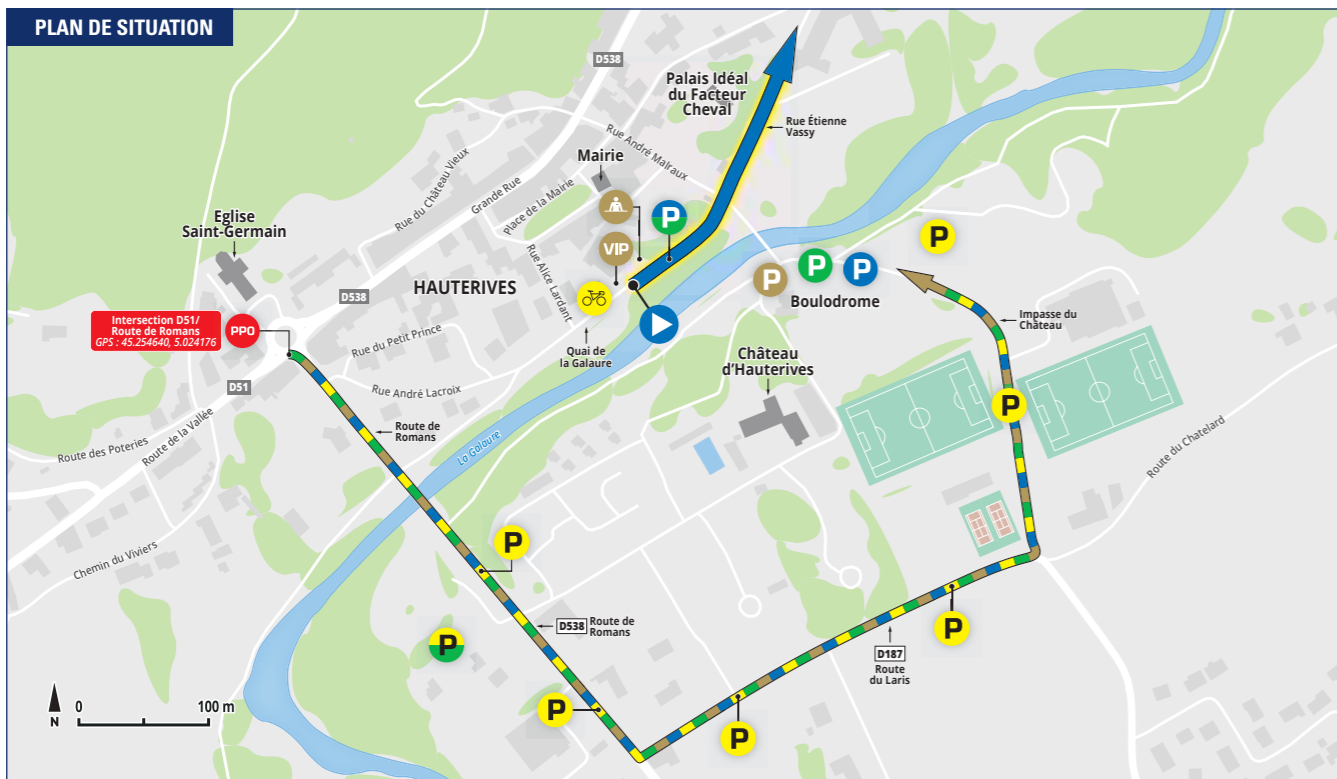 PLAN DE SITUATION
D538
Palais Idéal
du Facteur
Cheval
Rue Étienne
Vassy
Rue André Malraux
Mairie
Rue du Château Vieux
Grande Rue
Place de la Mairie
Eglise
Saint-Germain
P
P
VIP
Rue Alice Lardant
HAUTERIVES
D538
P
P
P
Boulodrome
Impasse du
Château
Intersection D51/
Route de Romans
GPS : 45.254640, 5.024176
PPO
Rue du Petit Prince
Quai de
la Galaure
Château
d'Hauterives
D51
Rue André Lacroix
P
Route de la Vallée
Route de
Romans
La Galaure
Route des Poteries
Route du Chatelard
Chemin du Viviers
P
D538
Route de
Romans
P
P
D187
Route
du Laris
P
P
N
0
100 m